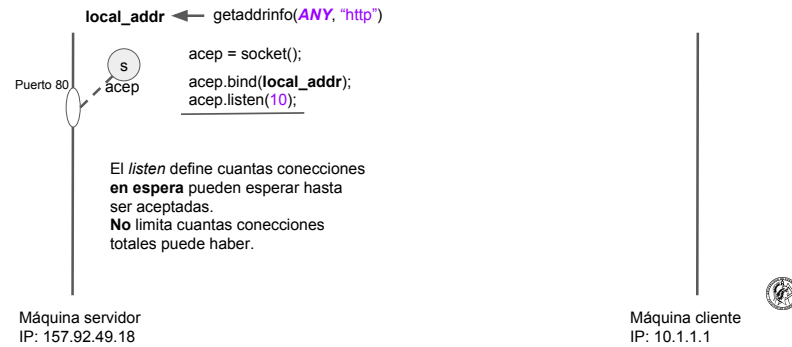 local_addr getaddrinfo(ANY, “http”)
s
acep
Puerto 80
acep = socket();
acep.bind(local_addr);
acep.listen(10);
El listen define cuantas conecciones
en espera pueden esperar hasta
ser aceptadas.
No limita cuantas conecciones
totales puede haber.
Máquina servidor
IP: 157.92.49.18
Máquina cliente
IP: 10.1.1.1